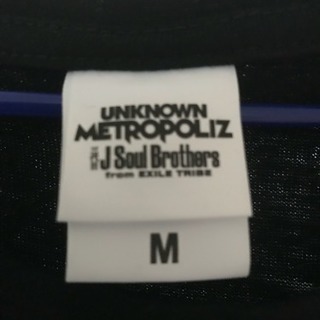 UNKNOWN
METROPOLIZ
J Soul Brothers
from EXILE TRIBE
M